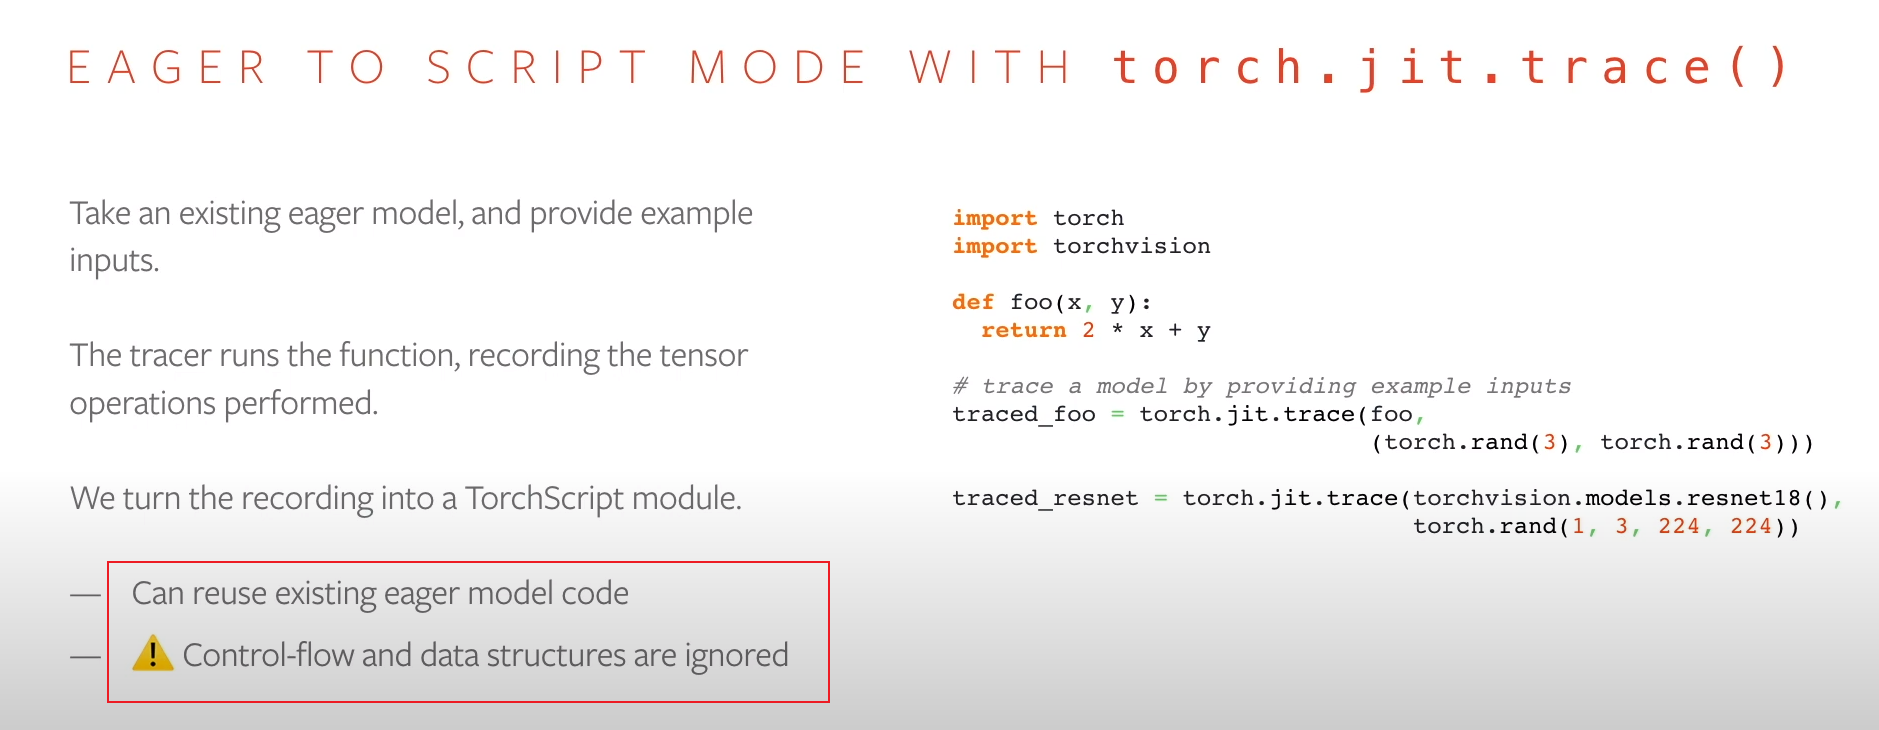 EAGER TO SCRIPT MODE WITH torch.jit.trace()
Take an existing eager model, and provide example
inputs.
The tracer runs the function, recording the tensor
operations performed.
We turn the recording into a TorchScript module.
— Can reuse existing eager model code
— ⚠ Control-flow and data structures are ignored
import torch
import torchvision
def foo(x, y):
  return 2 * x + y
# trace a model by providing example inputs
traced_foo = torch.jit.trace(foo,
                             (torch.rand(3), torch.rand(3)))
traced_resnet = torch.jit.trace(torchvision.models.resnet18(),
                                torch.rand(1, 3, 224, 224))